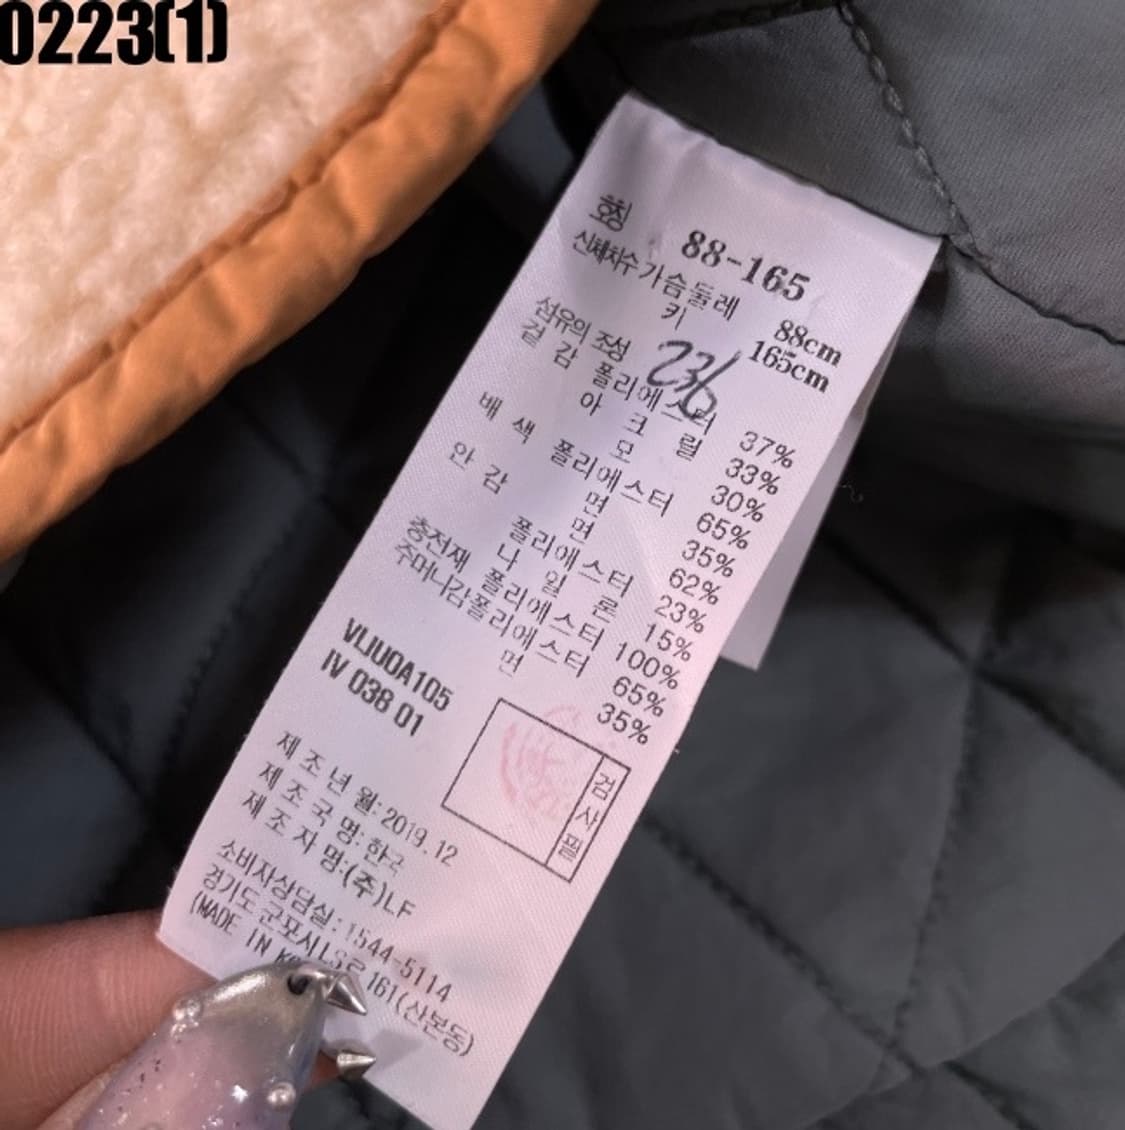 0223(1)
호칭 88-165
신체치수 가슴둘레 88cm
키 165cm
236
섬유의 조성
겉감 폴리에스터 37%
아크릴 33%
모 30%
배색 폴리에스터 65%
면 35%
안감 면 62%
폴리에스터 23%
나일론 15%
충전재 폴리에스터 100%
주머니감 폴리에스터 65%
면 35%
VLIUOA105
IV 038 01
검사필
제조년월: 2019. 12
제조국명: 한국
제조자명:(주)LF
소비자상담실: 1544-5114
경기도 군포시 LS로 161(산본동)
(MADE IN